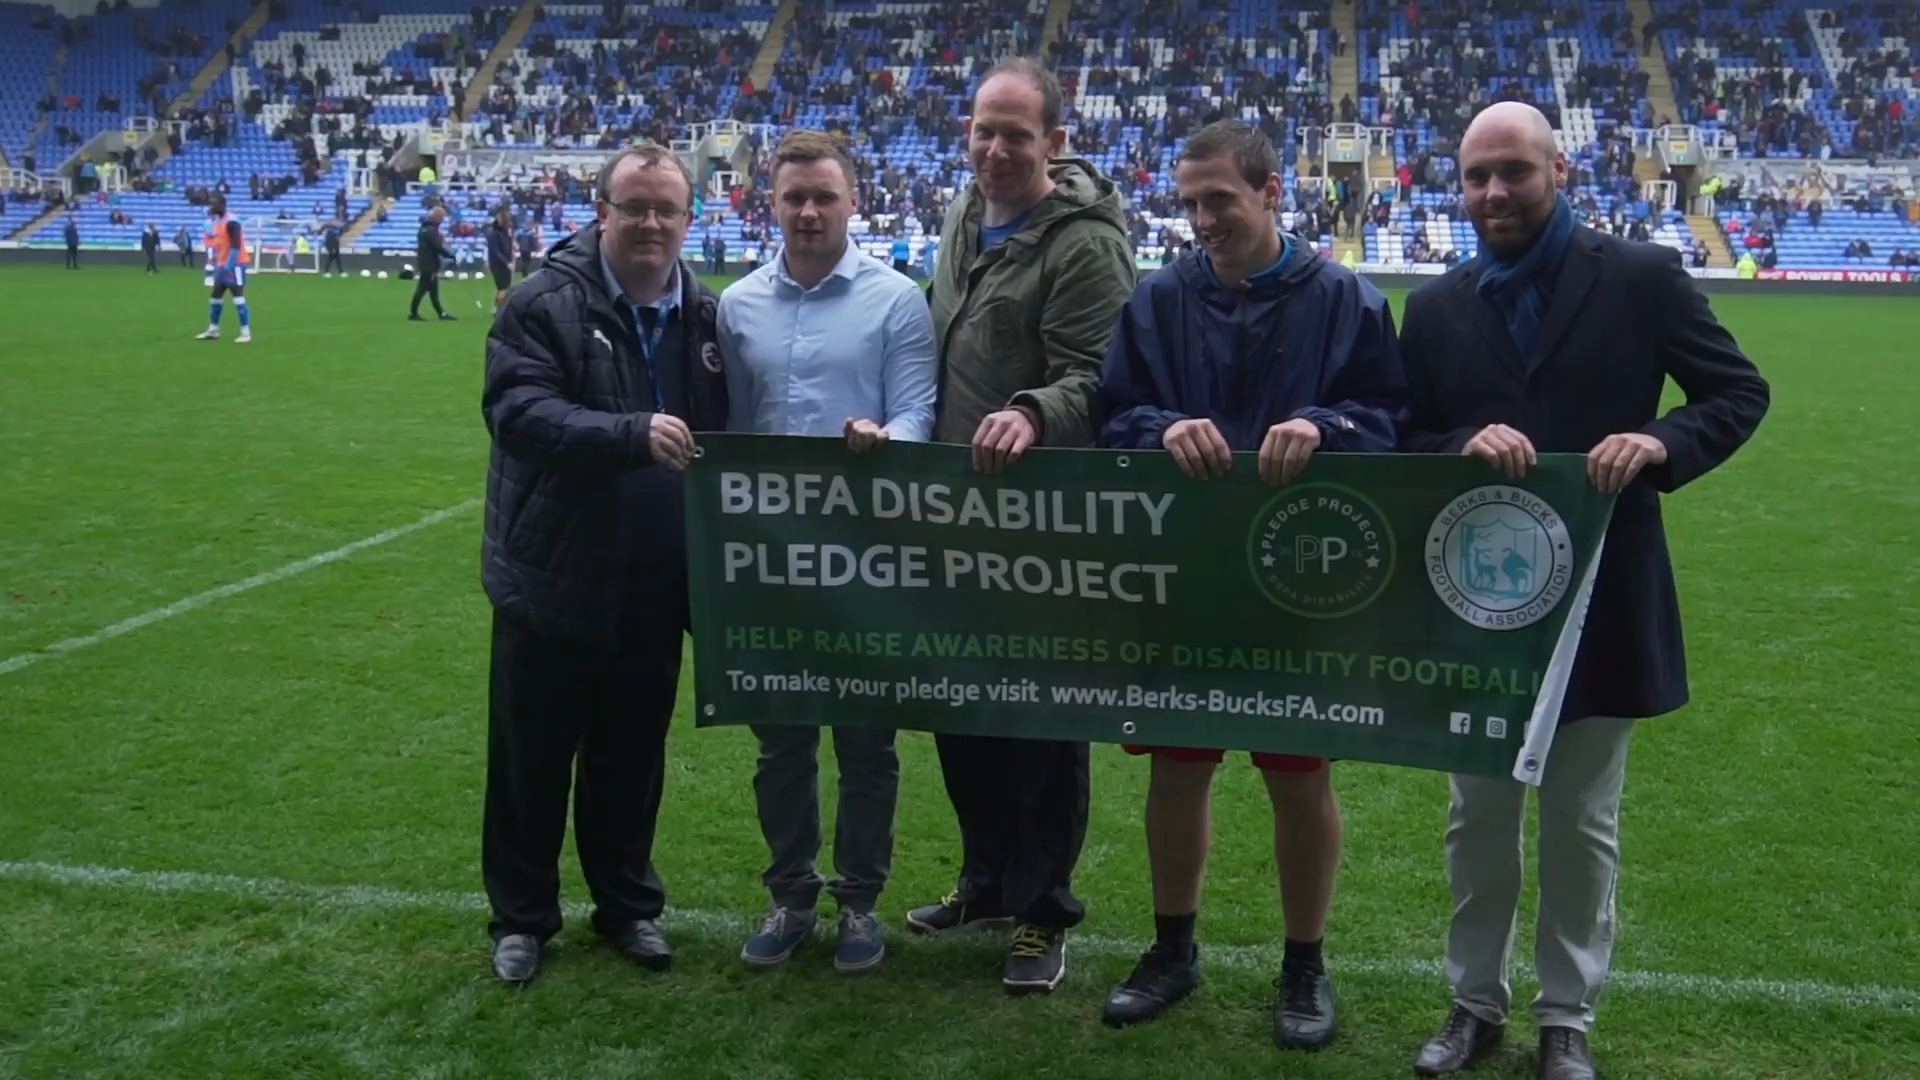 BBFA DISABILITY
PLEDGE PROJECT
HELP RAISE AWARENESS OF DISABILITY FOOTBALL
To make your pledge visit www.Berks-BucksFA.com
PLEDGE PROJECT
PP
BBFA DISABILITY
BERKS & BUCKS
FOOTBALL ASSOCIATION
POWER TOOLS